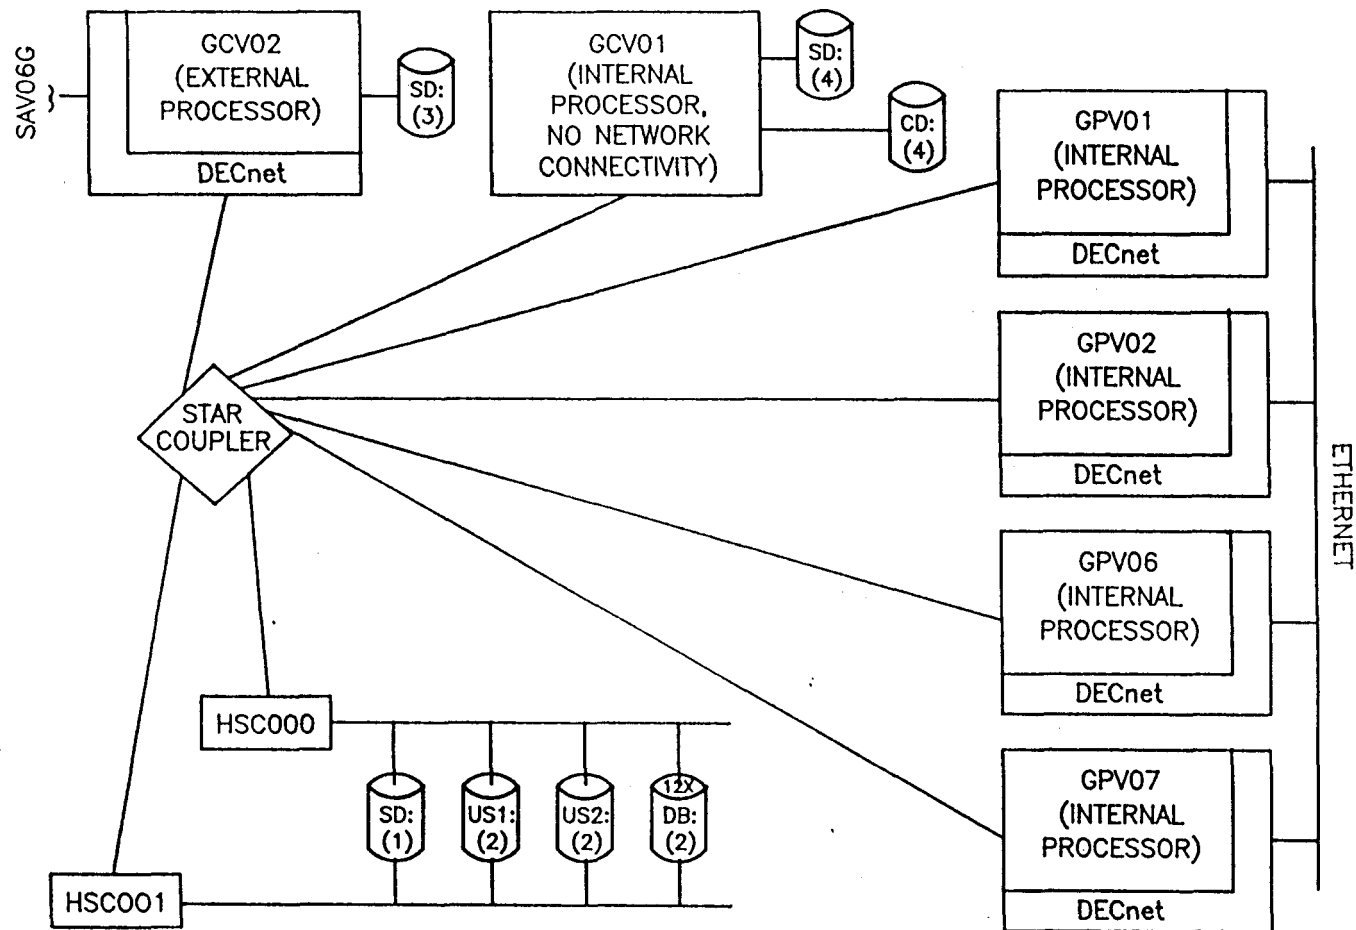 SAV06G
GCV02
(EXTERNAL
PROCESSOR)
DECnet
SD:
(3)
GCV01
(INTERNAL
PROCESSOR,
NO NETWORK
CONNECTIVITY)
SD:
(4)
CD:
(4)
GPV01
(INTERNAL
PROCESSOR)
DECnet
GPV02
(INTERNAL
PROCESSOR)
DECnet
STAR
COUPLER
ETHERNET
GPV06
(INTERNAL
PROCESSOR)
DECnet
HSC000
GPV07
(INTERNAL
PROCESSOR)
DECnet
SD:
(1)
US1:
(2)
US2:
(2)
12X
DB:
(2)
HSC001